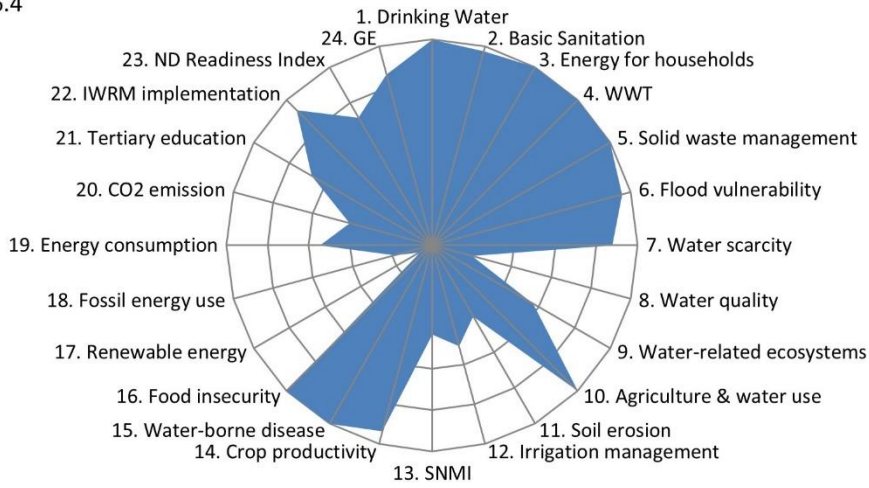 1. Drinking Water
2. Basic Sanitation
3. Energy for households
4. WWT
5. Solid waste management
6. Flood vulnerability
7. Water scarcity
8. Water quality
9. Water-related ecosystems
10. Agriculture & water use
11. Soil erosion
12. Irrigation management
13. SNMI
14. Crop productivity
15. Water-borne disease
16. Food insecurity
17. Renewable energy
18. Fossil energy use
19. Energy consumption
20. CO2 emission
21. Tertiary education
22. IWRM implementation
23. ND Readiness Index
24. GE